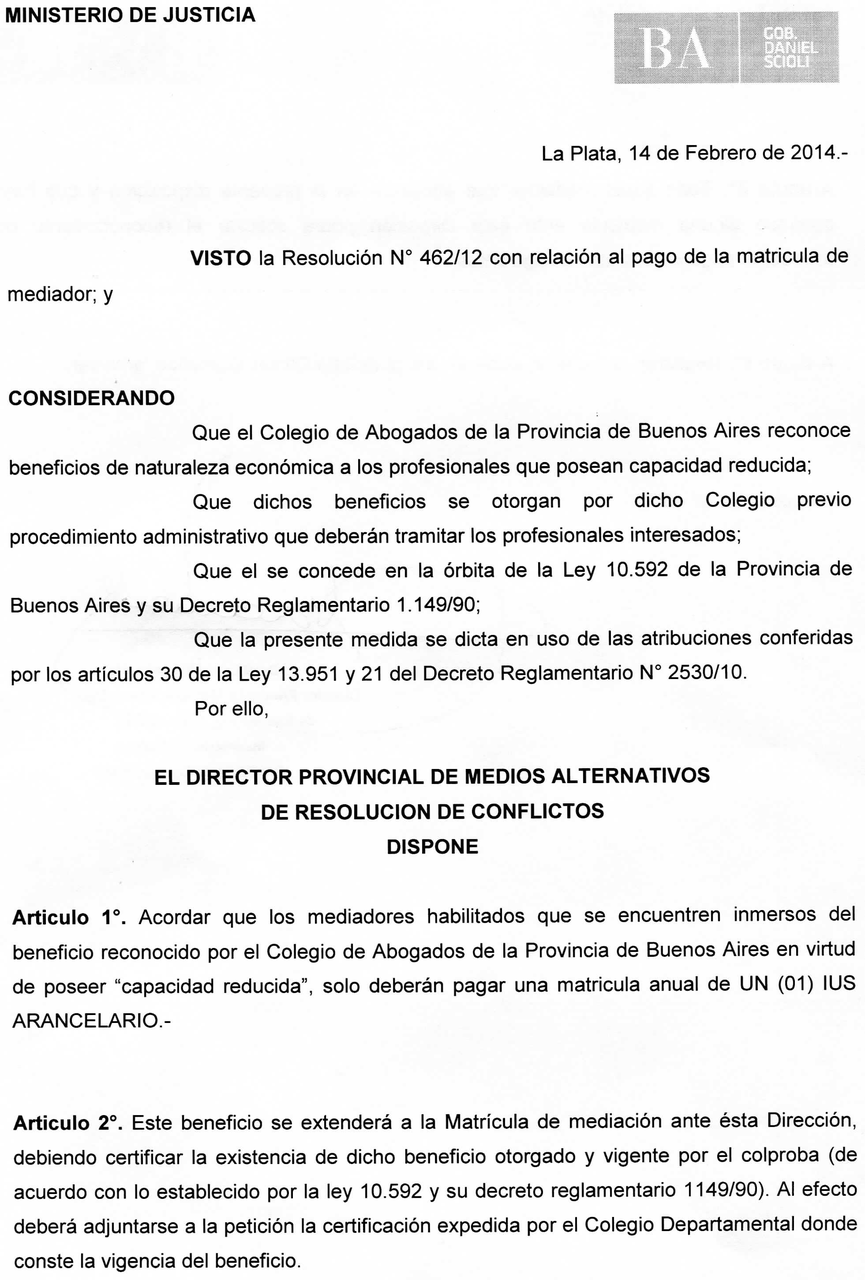 MINISTERIO DE JUSTICIA
BA
GOB.
DANIEL
SCIOLI
La Plata, 14 de Febrero de 2014.-
VISTO la Resolución N° 462/12 con relación al pago de la matricula de
mediador; y
CONSIDERANDO
Que el Colegio de Abogados de la Provincia de Buenos Aires reconoce
beneficios de naturaleza económica a los profesionales que posean capacidad reducida;
Que dichos beneficios se otorgan por dicho Colegio previo
procedimiento administrativo que deberán tramitar los profesionales interesados;
Que el se concede en la órbita de la Ley 10.592 de la Provincia de
Buenos Aires y su Decreto Reglamentario 1.149/90;
Que la presente medida se dicta en uso de las atribuciones conferidas
por los artículos 30 de la Ley 13.951 y 21 del Decreto Reglamentario N° 2530/10.
Por ello,
EL DIRECTOR PROVINCIAL DE MEDIOS ALTERNATIVOS
DE RESOLUCION DE CONFLICTOS
DISPONE
Articulo 1°. Acordar que los mediadores habilitados que se encuentren inmersos del
beneficio reconocido por el Colegio de Abogados de la Provincia de Buenos Aires en virtud
de poseer “capacidad reducida”, solo deberán pagar una matricula anual de UN (01) IUS
ARANCELARIO.-
Articulo 2°. Este beneficio se extenderá a la Matrícula de mediación ante ésta Dirección,
debiendo certificar la existencia de dicho beneficio otorgado y vigente por el colproba (de
acuerdo con lo establecido por la ley 10.592 y su decreto reglamentario 1149/90). Al efecto
deberá adjuntarse a la petición la certificación expedida por el Colegio Departamental donde
conste la vigencia del beneficio.